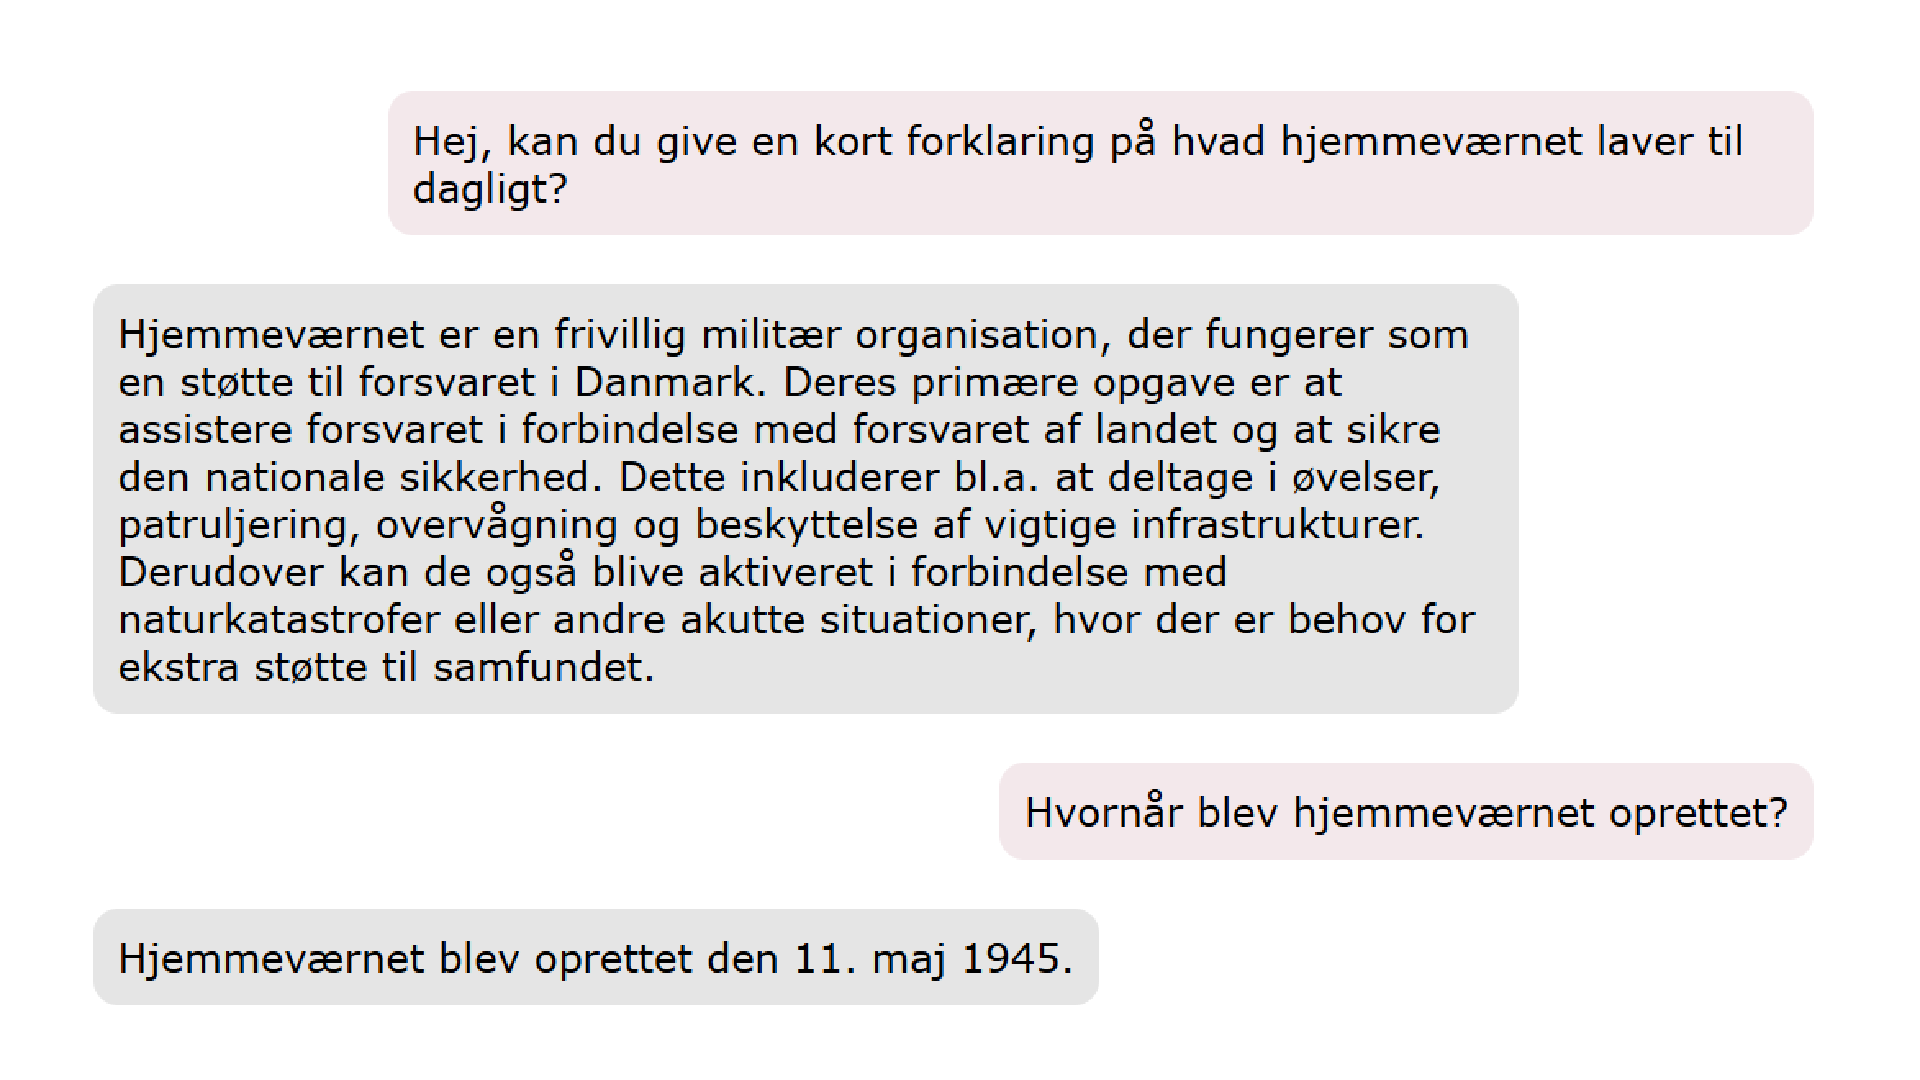 Hej, kan du give en kort forklaring på hvad hjemmeværnet laver til
dagligt?
Hjemmeværnet er en frivillig militær organisation, der fungerer som
en støtte til forsvaret i Danmark. Deres primære opgave er at
assistere forsvaret i forbindelse med forsvaret af landet og at sikre
den nationale sikkerhed. Dette inkluderer bl.a. at deltage i øvelser,
patruljering, overvågning og beskyttelse af vigtige infrastrukturer.
Derudover kan de også blive aktiveret i forbindelse med
naturkatastrofer eller andre akutte situationer, hvor der er behov for
ekstra støtte til samfundet.
Hvornår blev hjemmeværnet oprettet?
Hjemmeværnet blev oprettet den 11. maj 1945.